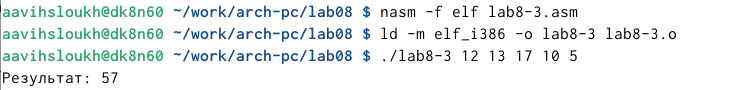 aavihsloukh@dk8n60 ~/work/arch-pc/lab08 $ nasm -f elf lab8-3.asm
aavihsloukh@dk8n60 ~/work/arch-pc/lab08 $ ld -m elf_i386 -o lab8-3 lab8-3.o
aavihsloukh@dk8n60 ~/work/arch-pc/lab08 $ ./lab8-3 12 13 17 10 5
Результат: 57